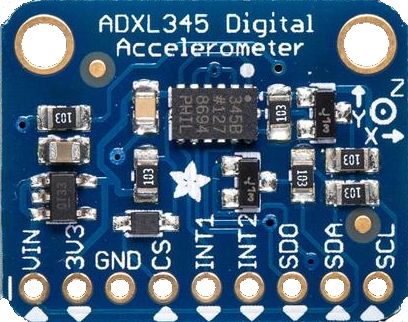 ADXL345 Digital
Accelerometer
345B
#127
8694
PHIL
103
103
103
103
103
103
Z
Y
X
VIN
3V3
GND
CS
INT1
INT2
SDO
SDA
SCL